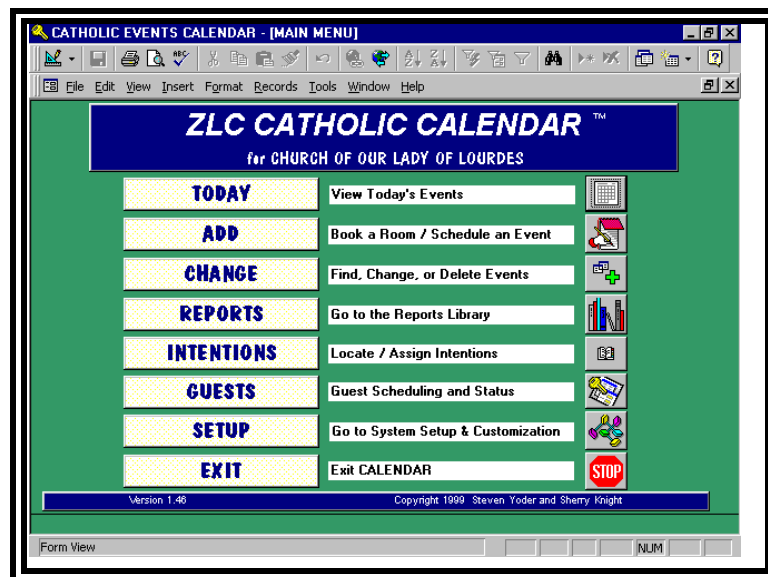 CATHOLIC EVENTS CALENDAR - [MAIN MENU]
File Edit View Insert Format Records Tools Window Help
ZLC CATHOLIC CALENDAR ™
for CHURCH OF OUR LADY OF LOURDES
TODAY View Today's Events
ADD Book a Room / Schedule an Event
CHANGE Find, Change, or Delete Events
REPORTS Go to the Reports Library
INTENTIONS Locate / Assign Intentions
GUESTS Guest Scheduling and Status
SETUP Go to System Setup & Customization
EXIT Exit CALENDAR STOP
Version 1.46 Copyright 1999 Steven Yoder and Sherry Knight
Form View NUM